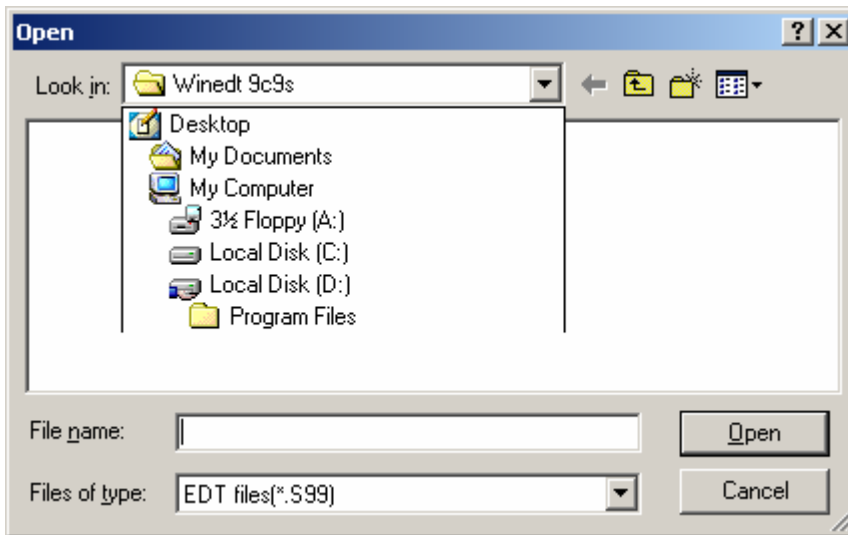 Open
Look in: Winedt 9c9s
Desktop
My Documents
My Computer
3½ Floppy (A:)
Local Disk (C:)
Local Disk (D:)
Program Files
File name: Open
Files of type: EDT files(*.S99) Cancel